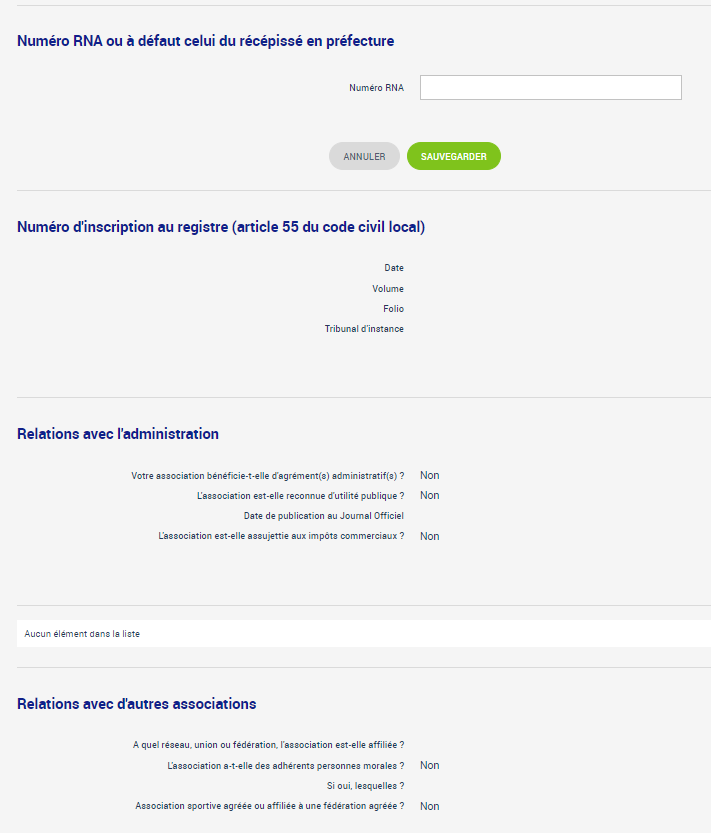 Numéro RNA ou à défaut celui du récépissé en préfecture
Numéro RNA
ANNULER SAUVEGARDER
Numéro d'inscription au registre (article 55 du code civil local)
Date
Volume
Folio
Tribunal d'instance
Relations avec l'administration
Votre association bénéficie-t-elle d'agrément(s) administratif(s) ? Non
L'association est-elle reconnue d'utilité publique ? Non
Date de publication au Journal Officiel
L'association est-elle assujettie aux impôts commerciaux ? Non
Aucun élément dans la liste
Relations avec d'autres associations
A quel réseau, union ou fédération, l'association est-elle affiliée ?
L'association a-t-elle des adhérents personnes morales ? Non
Si oui, lesquelles ?
Association sportive agréée ou affiliée à une fédération agréée ? Non